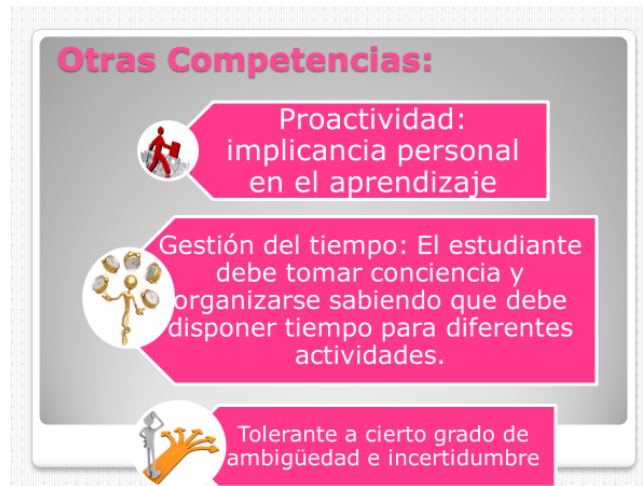 Otras Competencias:
Proactividad:
implicancia personal
en el aprendizaje
Gestión del tiempo: El estudiante
debe tomar conciencia y
organizarse sabiendo que debe
disponer tiempo para diferentes
actividades.
Tolerante a cierto grado de
ambigüedad e incertidumbre